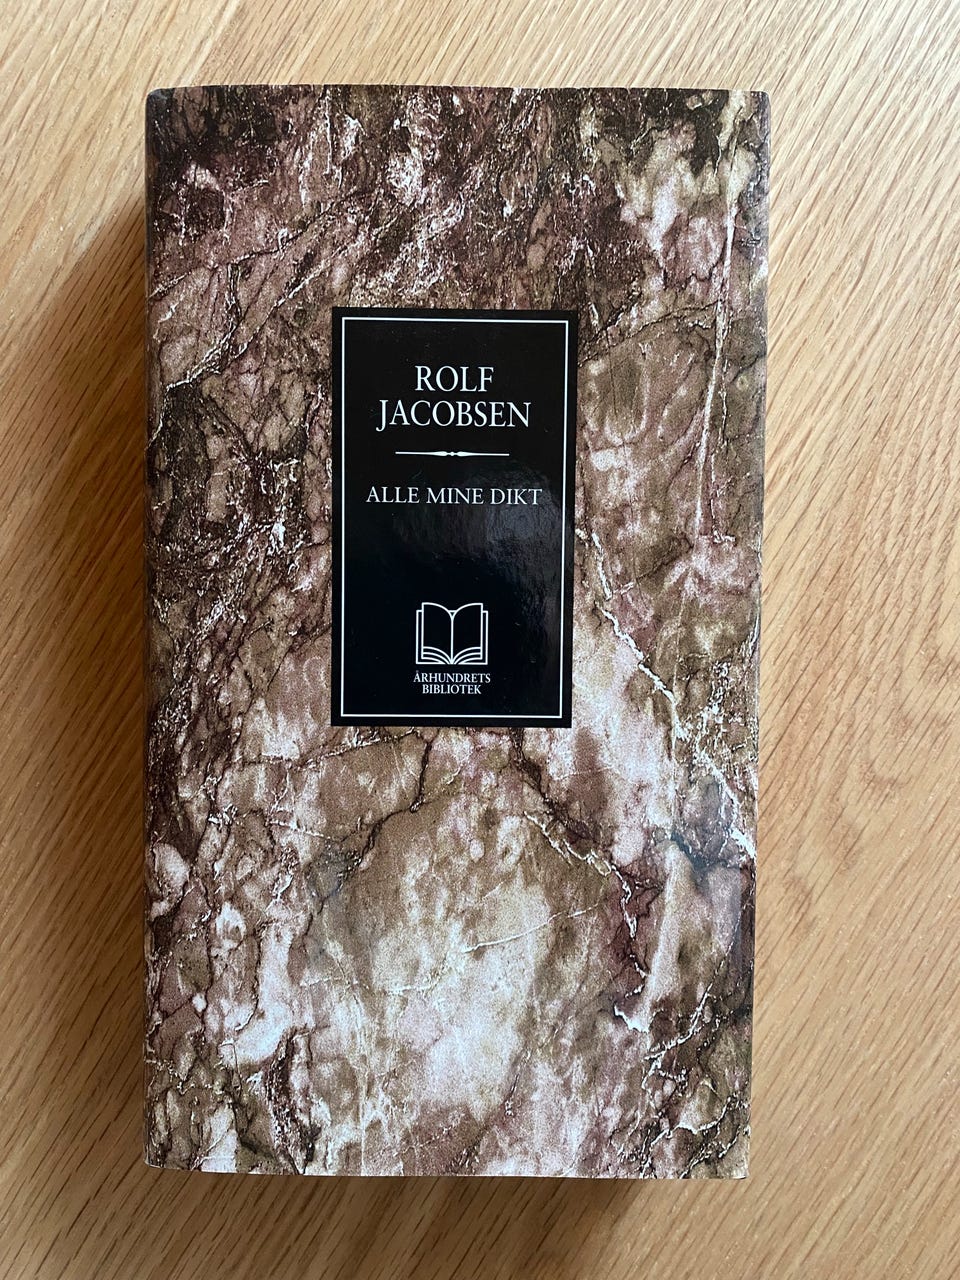 ROLF
JACOBSEN
ALLE MINE DIKT
ÅRHUNDRETS
BIBLIOTEK